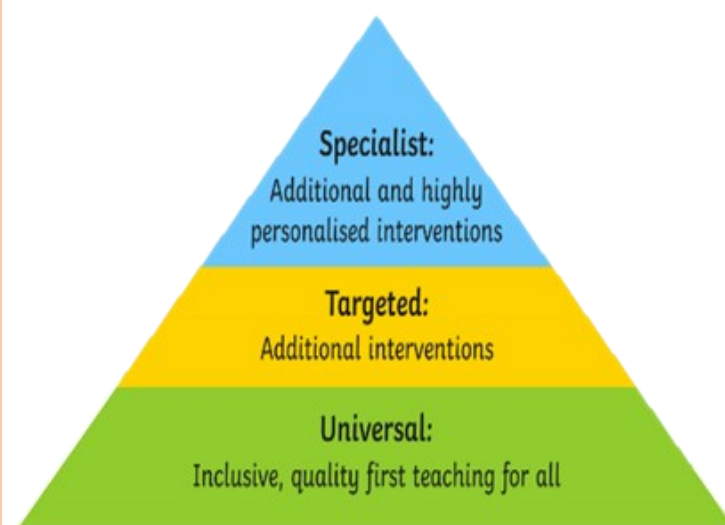 Specialist:
Additional and highly
personalised interventions
Targeted:
Additional interventions
Universal:
Inclusive, quality first teaching for all